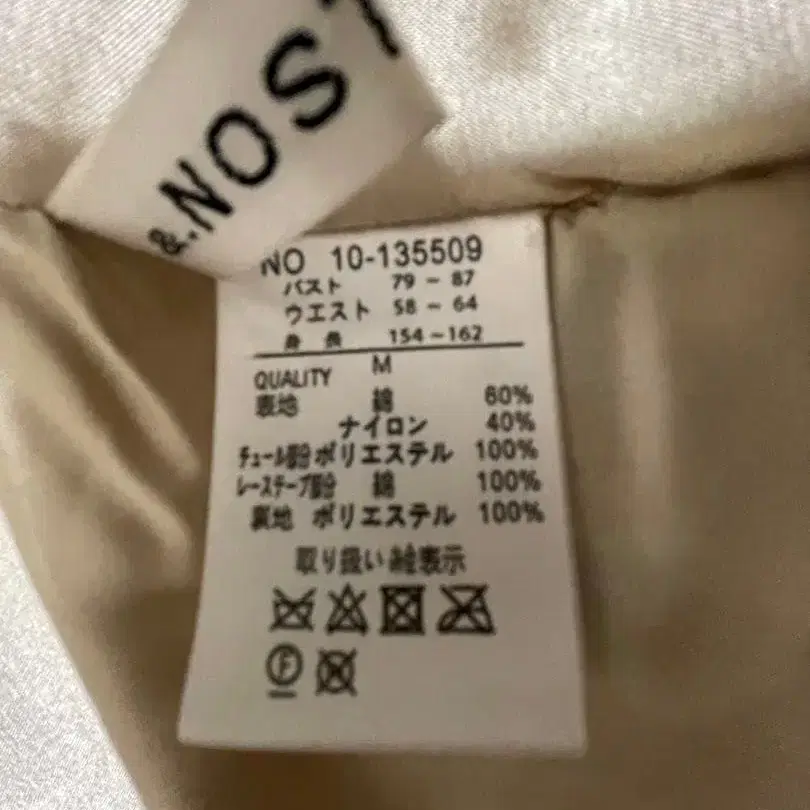 &.NOST
NO 10-135509
バスト 79 ~ 87
ウエスト 58 ~ 64
身 長 154~162
QUALITY M
表地 綿 60%
ナイロン 40%
チュール部分 ポリエステル 100%
レーステープ部分 綿 100%
裏地 ポリエステル 100%
取り扱い絵表示
F